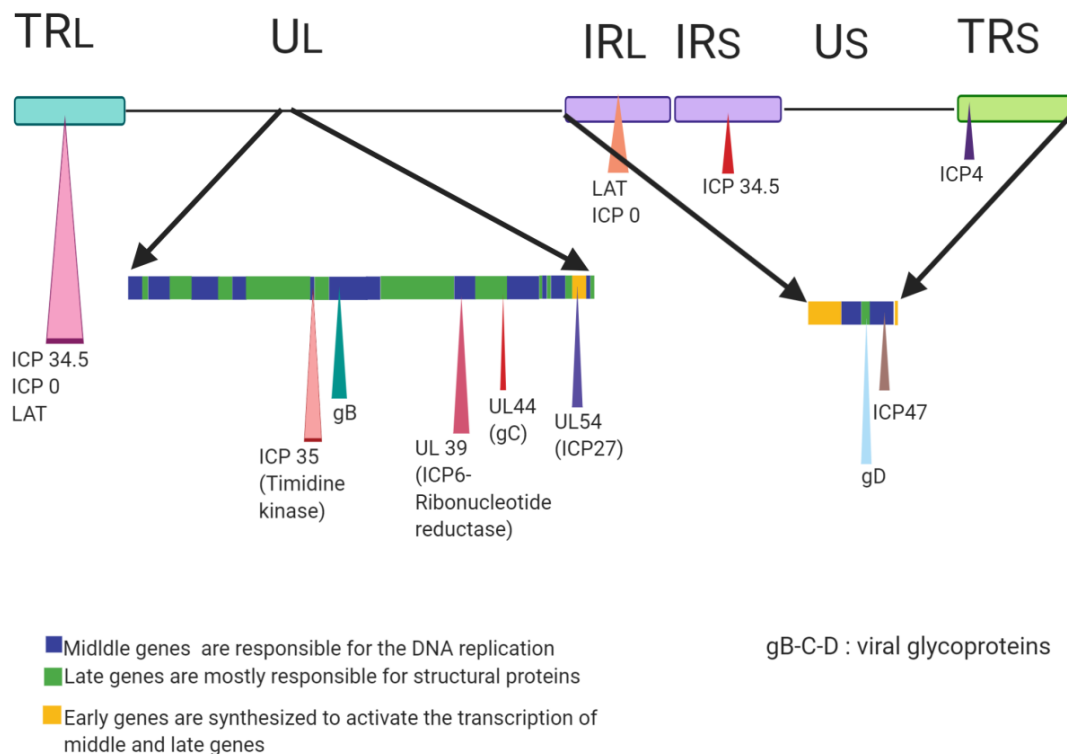 TRL
UL
IRL
IRS
US
TRS
LAT
ICP 0
ICP 34.5
ICP4
ICP 34.5
ICP 0
LAT
ICP 35
(Timidine
kinase)
gB
UL 39
(ICP6-
Ribonucleotide
reductase)
UL44
(gC)
UL54
(ICP27)
gD
ICP47
Midldle genes  are responsible for the DNA replication
Late genes are mostly responsible for structural proteins
Early genes are synthesized to activate the transcription of
middle and late genes
gB-C-D : viral glycoproteins